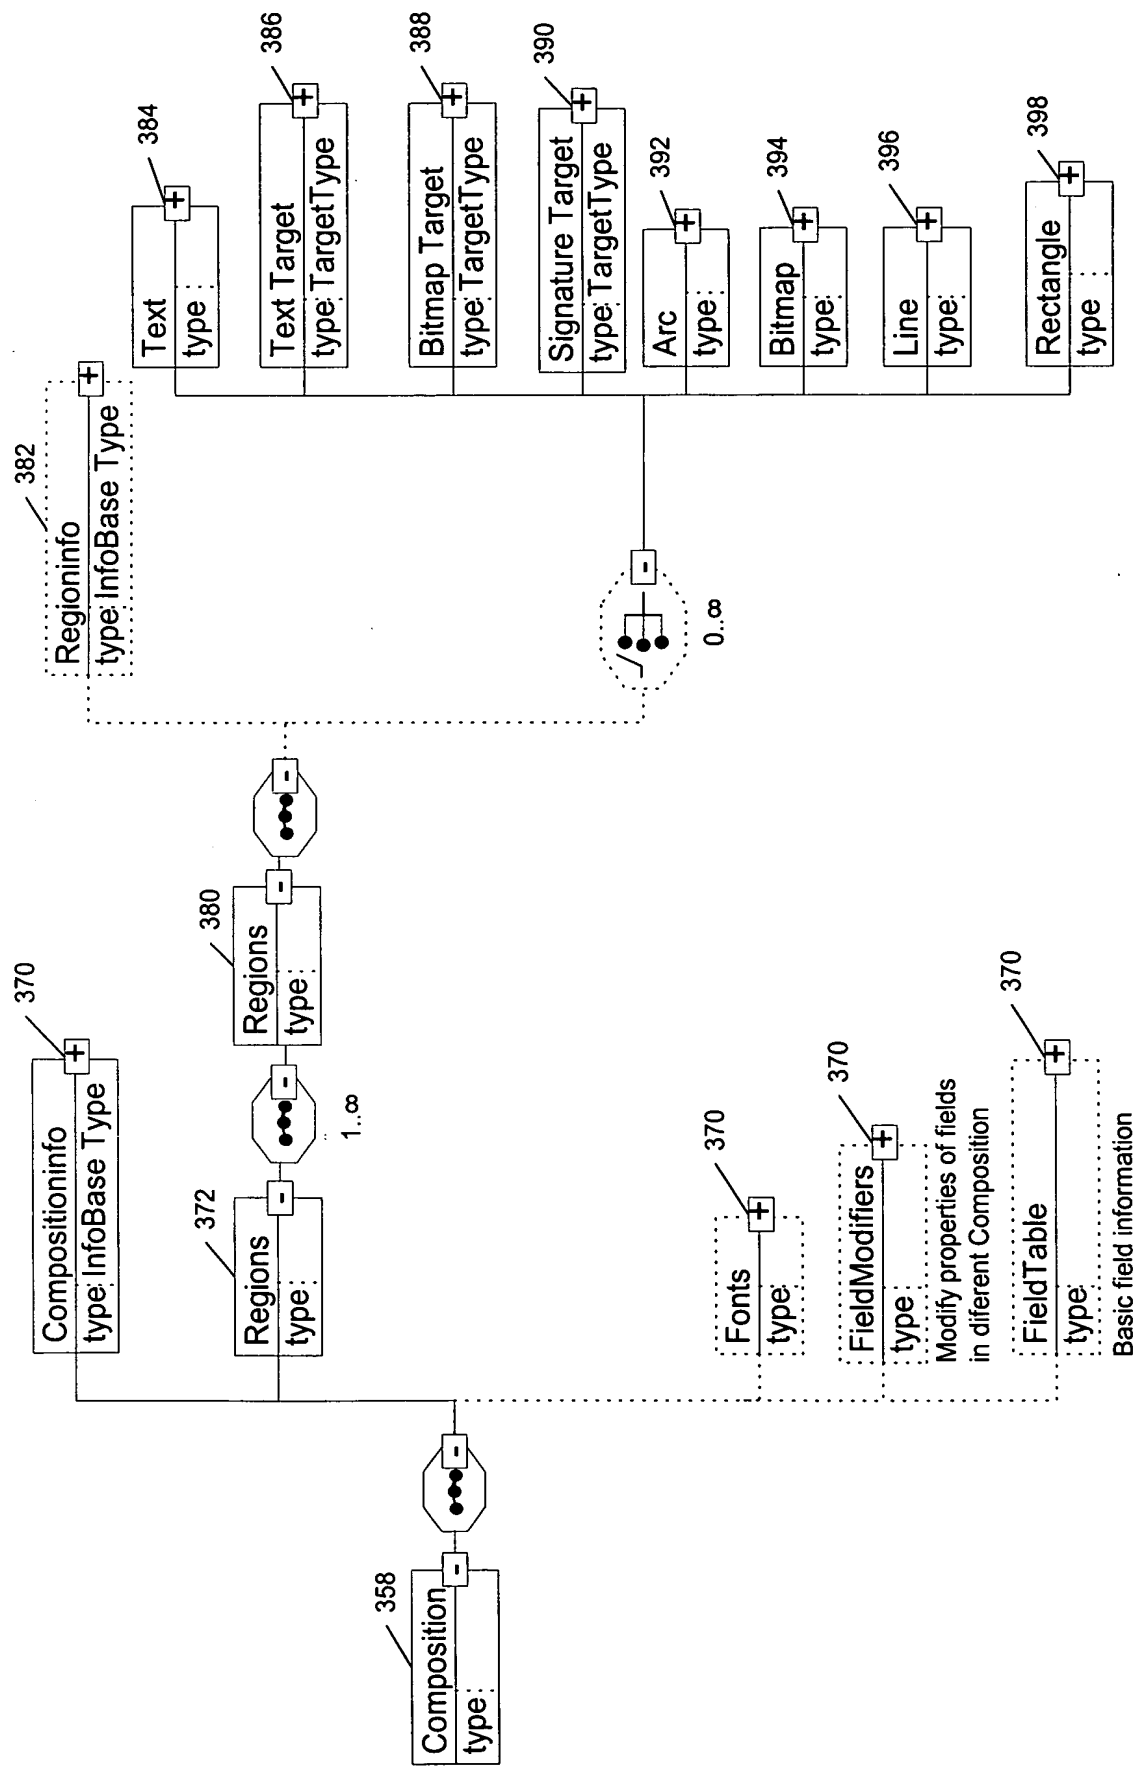 358
Composition
type:
370
Compositioninfo
type:InfoBase Type
372
Regions
type:
1..∞
380
Regions
type:
370
Fonts
type:
370
FieldModifiers
type
Modify properties of fields
in diferent Composition
370
FieldTable
type:
Basic field information
382
Regioninfo
type:InfoBase Type
0..∞
384
Text
type:
386
Text Target
type:TargetType
388
Bitmap Target
type:TargetType
390
Signature Target
type:TargetType
392
Arc
type:
394
Bitmap
type:
396
Line
type:
398
Rectangle
type: